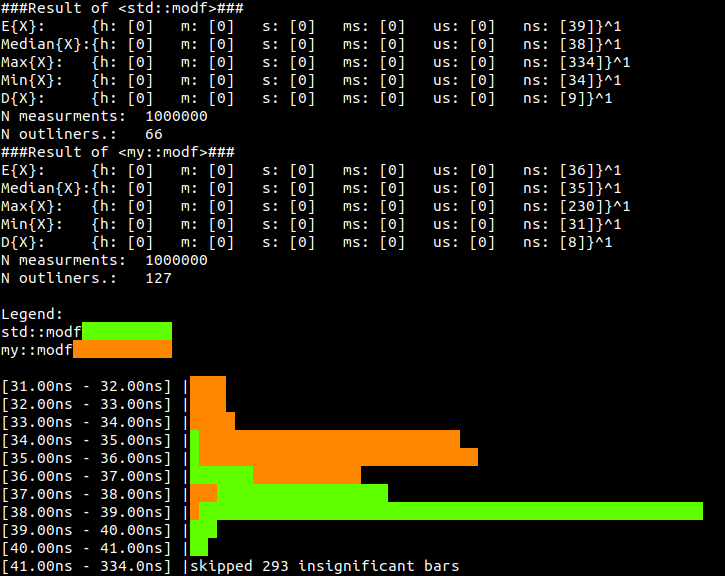 ###Result of <std::modf>###
E{X}:     {h: [0]   m: [0]   s: [0]   ms: [0]   us: [0]   ns: [39]}^1
Median{X}:{h: [0]   m: [0]   s: [0]   ms: [0]   us: [0]   ns: [38]}^1
Max{X}:   {h: [0]   m: [0]   s: [0]   ms: [0]   us: [0]   ns: [334]}^1
Min{X}:   {h: [0]   m: [0]   s: [0]   ms: [0]   us: [0]   ns: [34]}^1
D{X}:     {h: [0]   m: [0]   s: [0]   ms: [0]   us: [0]   ns: [9]}^1
N measurments:  1000000
N outliners.:   66
###Result of <my::modf>###
E{X}:     {h: [0]   m: [0]   s: [0]   ms: [0]   us: [0]   ns: [36]}^1
Median{X}:{h: [0]   m: [0]   s: [0]   ms: [0]   us: [0]   ns: [35]}^1
Max{X}:   {h: [0]   m: [0]   s: [0]   ms: [0]   us: [0]   ns: [230]}^1
Min{X}:   {h: [0]   m: [0]   s: [0]   ms: [0]   us: [0]   ns: [31]}^1
D{X}:     {h: [0]   m: [0]   s: [0]   ms: [0]   us: [0]   ns: [8]}^1
N measurments:  1000000
N outliners.:   127
Legend:
std::modf
my::modf
[31.00ns - 32.00ns] |
[32.00ns - 33.00ns] |
[33.00ns - 34.00ns] |
[34.00ns - 35.00ns] |
[35.00ns - 36.00ns] |
[36.00ns - 37.00ns] |
[37.00ns - 38.00ns] |
[38.00ns - 39.00ns] |
[39.00ns - 40.00ns] |
[40.00ns - 41.00ns] |
[41.00ns - 334.0ns] |skipped 293 insignificant bars